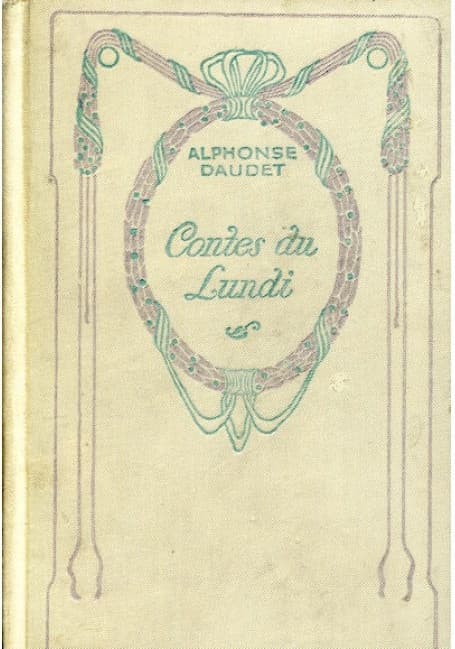 ALPHONSE
DAUDET
Contes du
Lundi